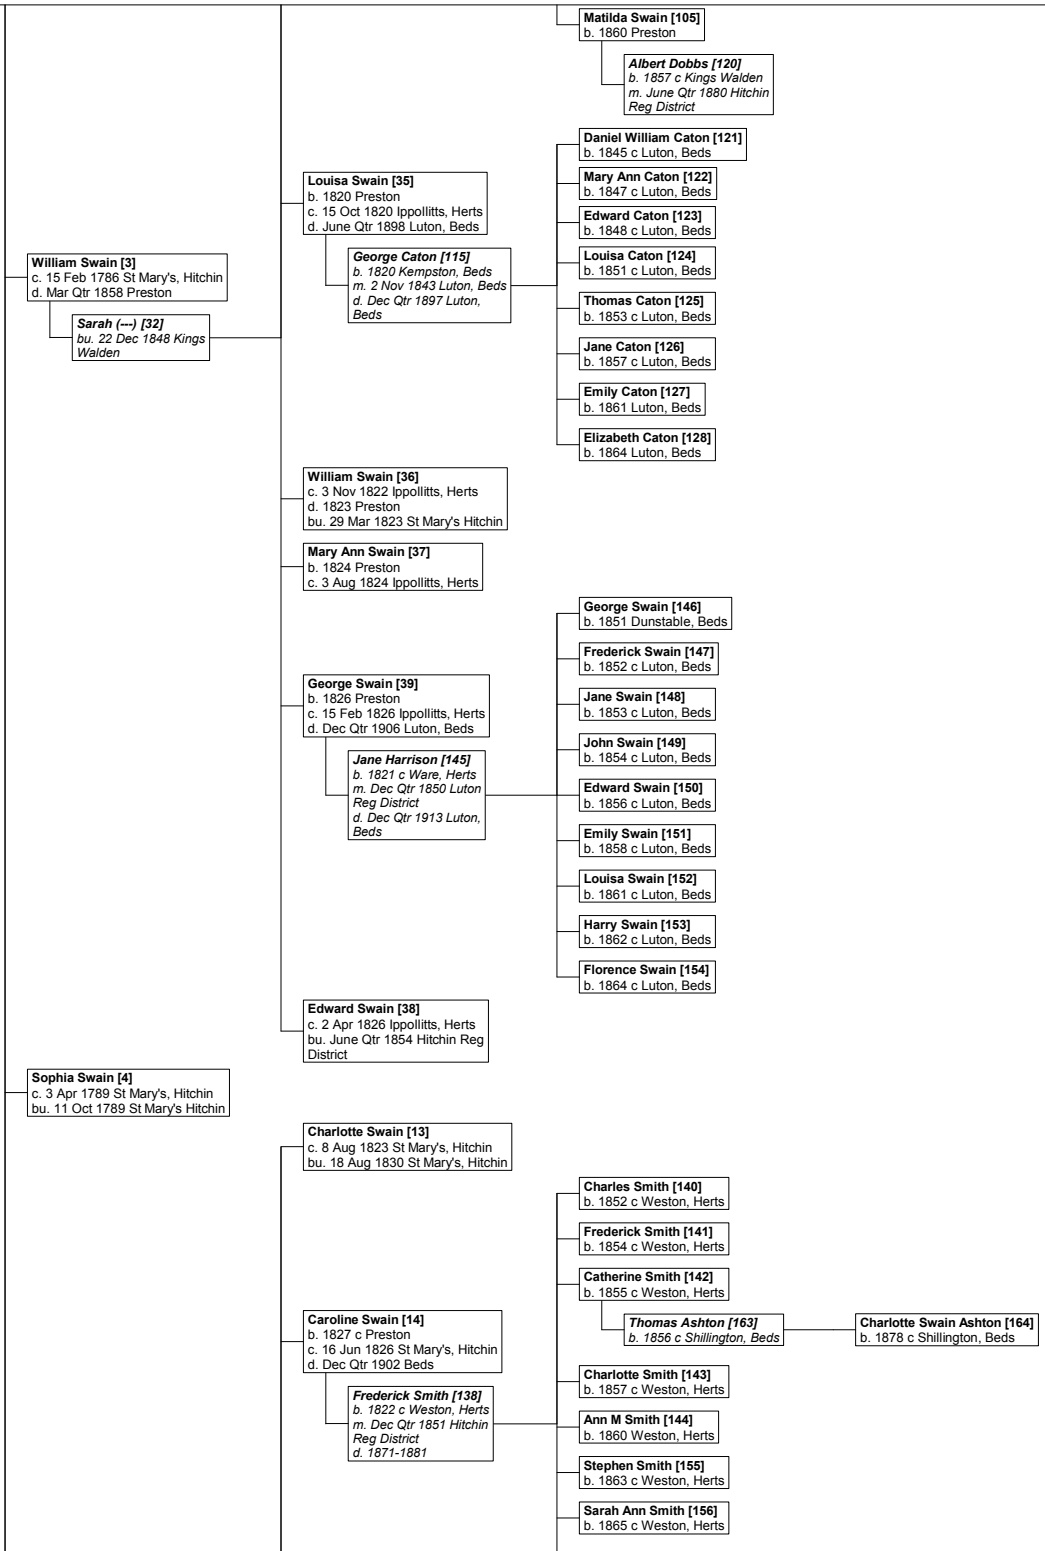 Matilda Swain [105]
b. 1860 Preston
Albert Dobbs [120]
b. 1857 c Kings Walden
m. June Qtr 1880 Hitchin
Reg District
Daniel William Caton [121]
b. 1845 c Luton, Beds
Louisa Swain [35]
b. 1820 Preston
c. 15 Oct 1820 Ippollitts, Herts
d. June Qtr 1898 Luton, Beds
Mary Ann Caton [122]
b. 1847 c Luton, Beds
Edward Caton [123]
b. 1848 c Luton, Beds
William Swain [3]
c. 15 Feb 1786 St Mary's, Hitchin
d. Mar Qtr 1858 Preston
George Caton [115]
b. 1820 Kempston, Beds
m. 2 Nov 1843 Luton, Beds
d. Dec Qtr 1897 Luton,
Beds
Louisa Caton [124]
b. 1851 c Luton, Beds
Thomas Caton [125]
b. 1853 c Luton, Beds
Sarah (---) [32]
bu. 22 Dec 1848 Kings
Walden
Jane Caton [126]
b. 1857 c Luton, Beds
Emily Caton [127]
b. 1861 Luton, Beds
Elizabeth Caton [128]
b. 1864 Luton, Beds
William Swain [36]
c. 3 Nov 1822 Ippollitts, Herts
d. 1823 Preston
bu. 29 Mar 1823 St Mary's Hitchin
Mary Ann Swain [37]
b. 1824 Preston
c. 3 Aug 1824 Ippollitts, Herts
George Swain [146]
b. 1851 Dunstable, Beds
Frederick Swain [147]
b. 1852 c Luton, Beds
George Swain [39]
b. 1826 Preston
c. 15 Feb 1826 Ippollitts, Herts
d. Dec Qtr 1906 Luton, Beds
Jane Swain [148]
b. 1853 c Luton, Beds
John Swain [149]
b. 1854 c Luton, Beds
Jane Harrison [145]
b. 1821 c Ware, Herts
m. Dec Qtr 1850 Luton
Reg District
d. Dec Qtr 1913 Luton,
Beds
Edward Swain [150]
b. 1856 c Luton, Beds
Emily Swain [151]
b. 1858 c Luton, Beds
Louisa Swain [152]
b. 1861 c Luton, Beds
Harry Swain [153]
b. 1862 c Luton, Beds
Florence Swain [154]
b. 1864 c Luton, Beds
Edward Swain [38]
c. 2 Apr 1826 Ippollitts, Herts
bu. June Qtr 1854 Hitchin Reg
District
Sophia Swain [4]
c. 3 Apr 1789 St Mary's, Hitchin
bu. 11 Oct 1789 St Mary's Hitchin
Charlotte Swain [13]
c. 8 Aug 1823 St Mary's, Hitchin
bu. 18 Aug 1830 St Mary's, Hitchin
Charles Smith [140]
b. 1852 c Weston, Herts
Frederick Smith [141]
b. 1854 c Weston, Herts
Catherine Smith [142]
b. 1855 c Weston, Herts
Caroline Swain [14]
b. 1827 c Preston
c. 16 Jun 1826 St Mary's, Hitchin
d. Dec Qtr 1902 Beds
Thomas Ashton [163]
b. 1856 c Shillington, Beds
Charlotte Swain Ashton [164]
b. 1878 c Shillington, Beds
Charlotte Smith [143]
b. 1857 c Weston, Herts
Frederick Smith [138]
b. 1822 c Weston, Herts
m. Dec Qtr 1851 Hitchin
Reg District
d. 1871-1881
Ann M Smith [144]
b. 1860 Weston, Herts
Stephen Smith [155]
b. 1863 c Weston, Herts
Sarah Ann Smith [156]
b. 1865 c Weston, Herts